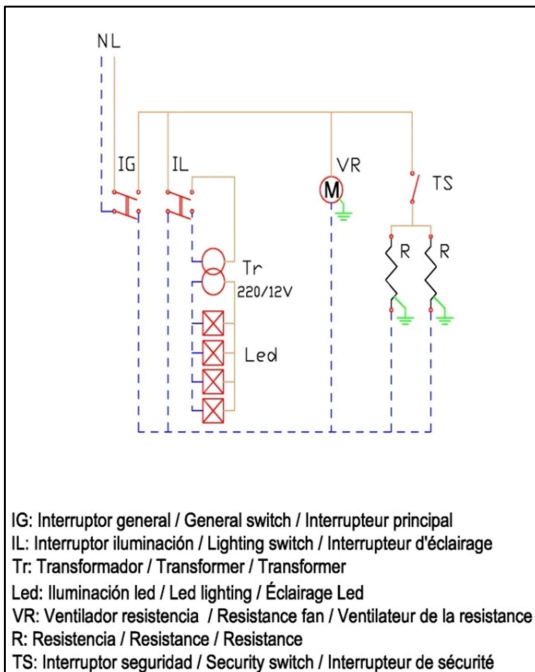 NL
IG
IL
VR
M
TS
R
R
Tr
220/12V
Led
IG: Interruptor general / General switch / Interrupteur principal
IL: Interruptor iluminación / Lighting switch / Interrupteur d'éclairage
Tr: Transformador / Transformer / Transformer
Led: Iluminación led / Led lighting / Éclairage Led
VR: Ventilador resistencia / Resistance fan / Ventilateur de la resistance
R: Resistencia / Resistance / Resistance
TS: Interruptor seguridad / Security switch / Interrupteur de sécurité